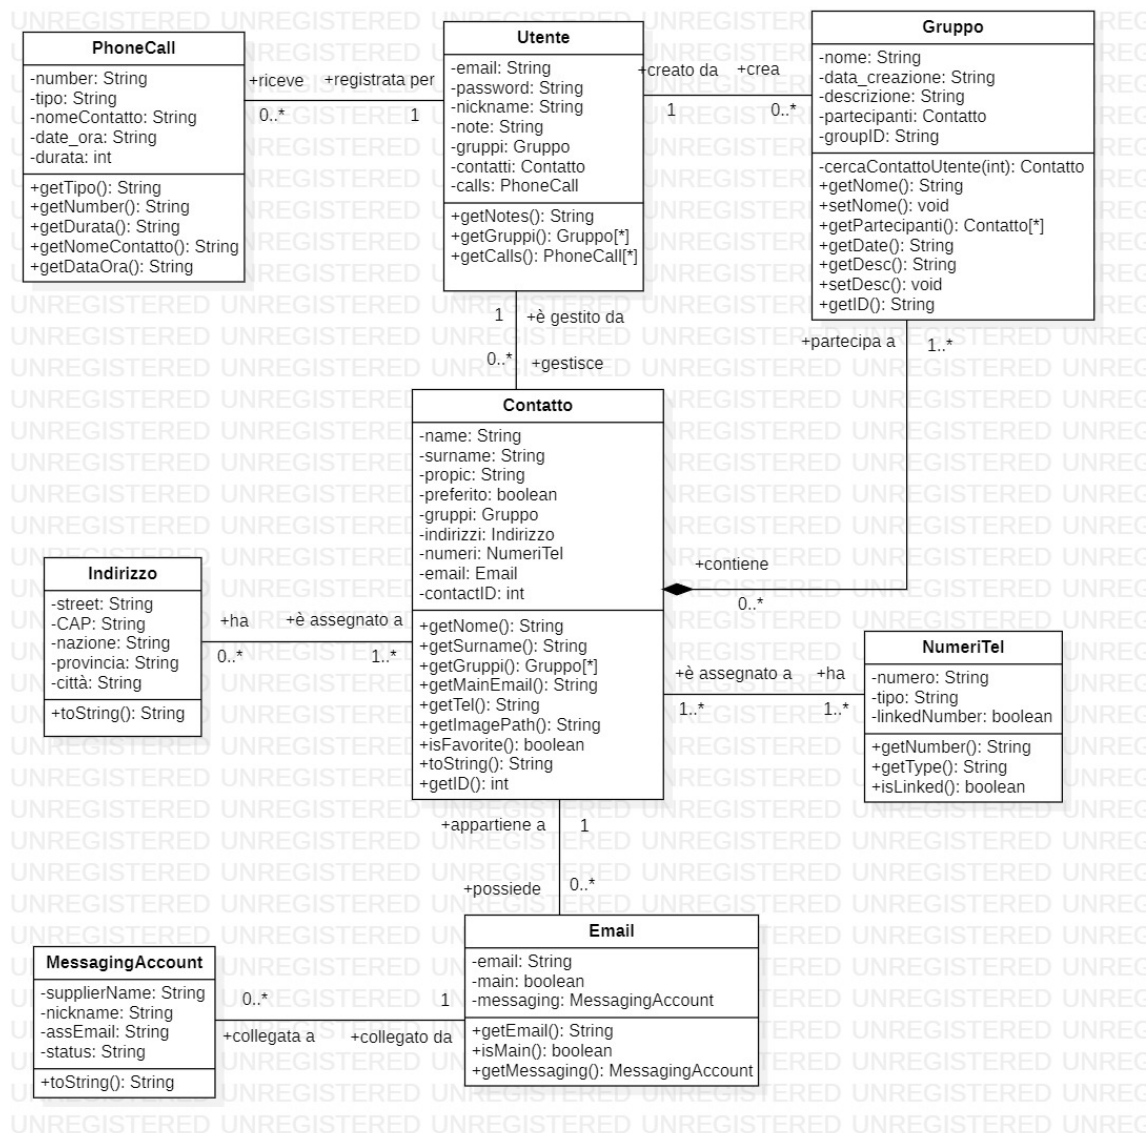 PhoneCall
-number: String
-tipo: String
-nomeContatto: String
-date_ora: String
-durata: int
+getTipo(): String
+getNumber(): String
+getDurata(): String
+getNomeContatto(): String
+getDataOra(): String
+riceve
0..*
+registrata per
1
Utente
-email: String
-password: String
-nickname: String
-note: String
-gruppi: Gruppo
-contatti: Contatto
-calls: PhoneCall
+getNotes(): String
+getGruppi(): Gruppo[*]
+getCalls(): PhoneCall[*]
+creato da
1
+crea
0..*
Gruppo
-nome: String
-data_creazione: String
-descrizione: String
-partecipanti: Contatto
-groupID: String
-cercaContattoUtente(int): Contatto
+getNome(): String
+setNome(): void
+getPartecipanti(): Contatto[*]
+getDate(): String
+getDesc(): String
+setDesc(): void
+getID(): String
1
+è gestito da
0..*
+gestisce
+partecipa a
1..*
Contatto
-name: String
-surname: String
-propic: String
-preferito: boolean
-gruppi: Gruppo
-indirizzi: Indirizzo
-numeri: NumeriTel
-email: Email
-contactID: int
+getNome(): String
+getSurname(): String
+getGruppi(): Gruppo[*]
+getMainEmail(): String
+getTel(): String
+getImagePath(): String
+isFavorite(): boolean
+toString(): String
+getID(): int
+contiene
0..*
Indirizzo
-street: String
-CAP: String
-nazione: String
-provincia: String
-città: String
+toString(): String
+ha
0..*
+è assegnato a
1..*
+è assegnato a
1..*
+ha
1..*
NumeriTel
-numero: String
-tipo: String
-linkedNumber: boolean
+getNumber(): String
+getType(): String
+isLinked(): boolean
+appartiene a
1
+possiede
0..*
Email
-email: String
-main: boolean
-messaging: MessagingAccount
+getEmail(): String
+isMain(): boolean
+getMessaging(): MessagingAccount
MessagingAccount
-supplierName: String
-nickname: String
-assEmail: String
-status: String
+toString(): String
0..*
+collegata a
1
+collegato da
UNREGISTERED